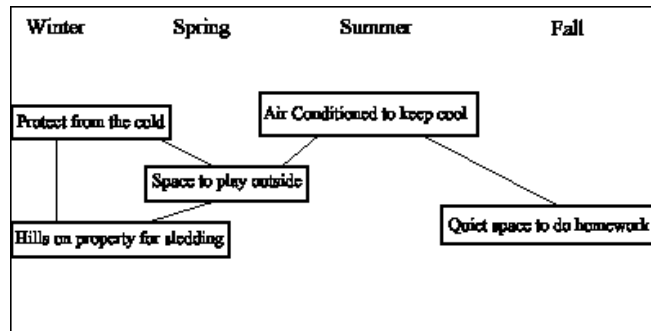 Winter Spring Summer Fall
Protect from the cold
Air Conditioned to keep cool
Space to play outside
Hills on property for sledding
Quiet space to do homework